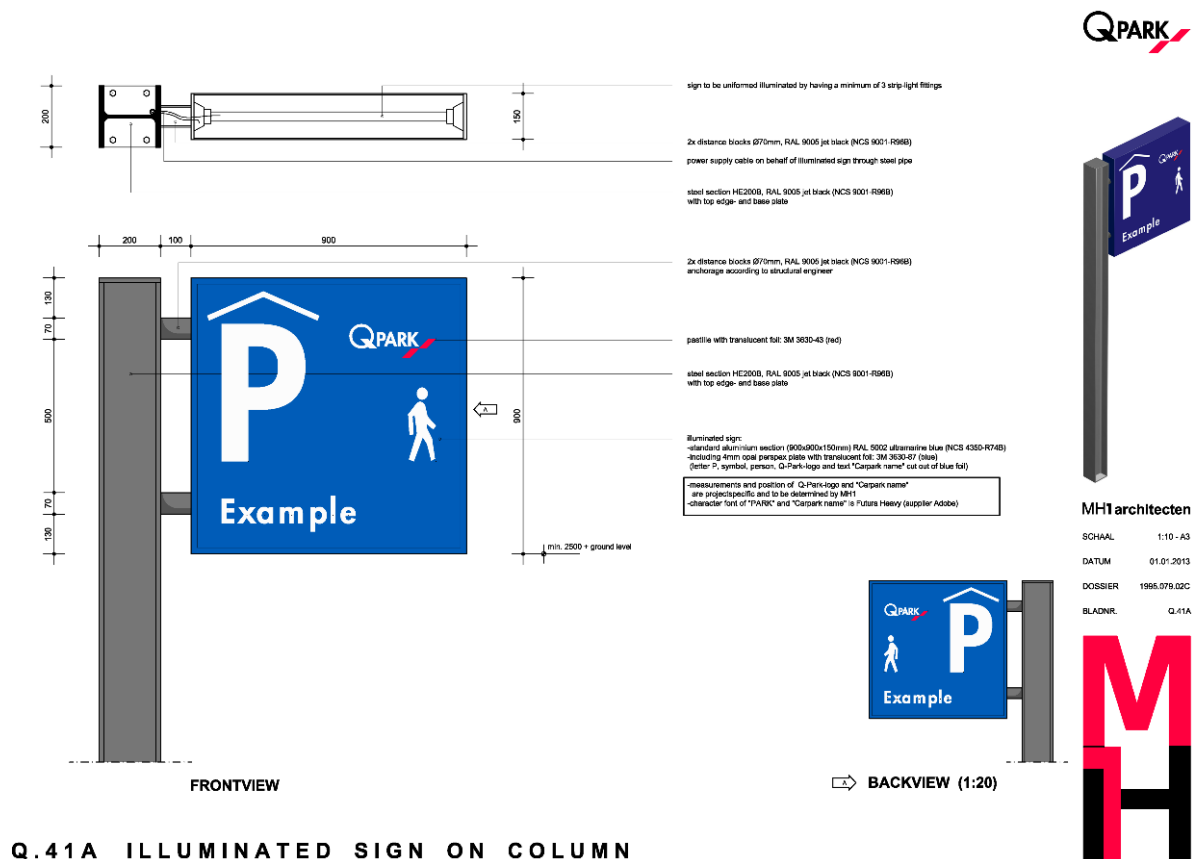 QPARK
sign to be uniformed illuminated by having a minimum of 3 strip-light fittings
200
150
2x distance blocks Ø70mm, RAL 9005 jet black (NCS 9001-R96B)
power supply cable on behalf of illuminated sign through steel pipe
steel section HE200B, RAL 9005 jet black (NCS 9001-R96B)
with top edge- and base plate
P
QPARK
Example
200
100
900
2x distance blocks Ø70mm, RAL 9005 jet black (NCS 9001-R96B)
anchorage according to structural engineer
130
70
500
70
130
P
QPARK
Example
A
900
pastille with translucent foil: 3M 3630-43 (red)
steel section HE200B, RAL 9005 jet black (NCS 9001-R96B)
with top edge- and base plate
illuminated sign:
-standard aluminium section (900x900x150mm) RAL 5002 ultramarine blue (NCS 4350-R74B)
-including 4mm opal perspex plate with translucent foil: 3M 3630-87 (blue)
(letter P, symbol, person, Q-Park-logo and text "Carpark name" cut out of blue foil)
-measurements and position of Q-Park-logo and "Carpark name"
are projectspecific and to be determined by MH1
-character font of "PARK" and "Carpark name" is Futura Heavy (supplier Adobe)
min. 2500 + ground level
MH1 architecten
SCHAAL 1:10 - A3
DATUM 01.01.2013
DOSSIER 1995.079.02C
BLADNR. Q.41A
QPARK
P
Example
MH1
FRONTVIEW
A BACKVIEW (1:20)
Q.41A ILLUMINATED SIGN ON COLUMN